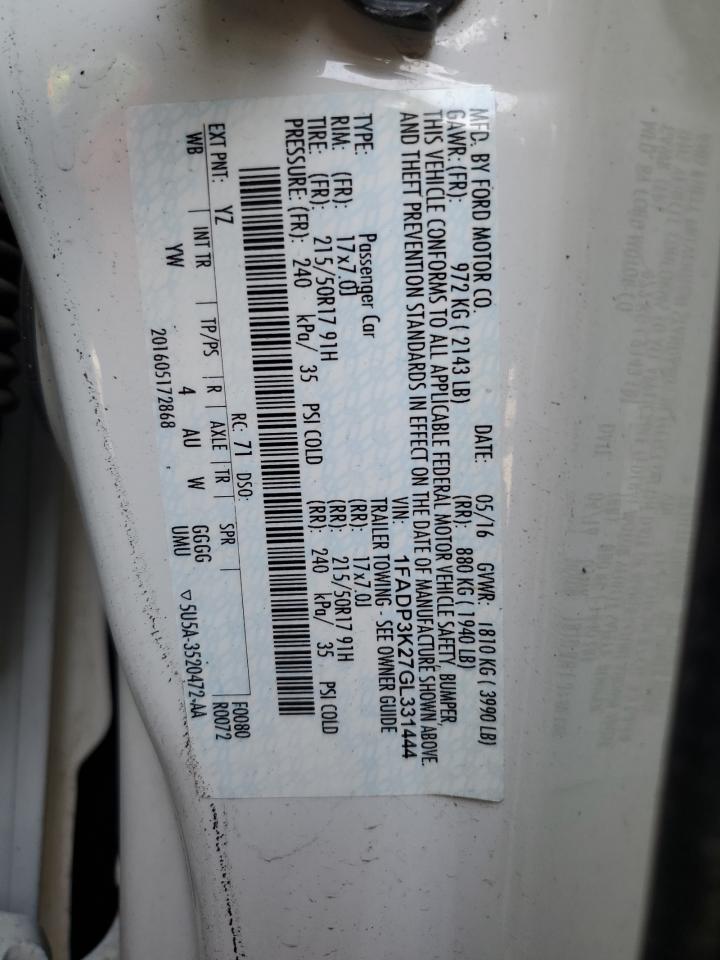 MFD. BY FORD MOTOR CO.
DATE: 05/16 GVWR: 1810 KG ( 3990 LB)
GAWR: (FR): 972 KG ( 2143 LB) (RR): 880 KG ( 1940 LB)
THIS VEHICLE CONFORMS TO ALL APPLICABLE FEDERAL MOTOR VEHICLE SAFETY, BUMPER,
AND THEFT PREVENTION STANDARDS IN EFFECT ON THE DATE OF MANUFACTURE SHOWN ABOVE.
VIN: 1FADP3K27GL331444
TYPE: Passenger Car TRAILER TOWING - SEE OWNER GUIDE
RIM: (FR): 17x7.0J (RR): 17x7.0J
TIRE: (FR): 215/50R17 91H (RR): 215/50R17 91H
PRESSURE: (FR): 240 kPa/ 35 PSI COLD (RR): 240 kPa/ 35 PSI COLD
F0080
EXT PNT: YZ RC: 71 DSO: R0072
WB INT TR TP/PS R AXLE TR SPR
YW 4 AU W GGGG
UMU
201605172868 ▽5U5A-3520472-AA